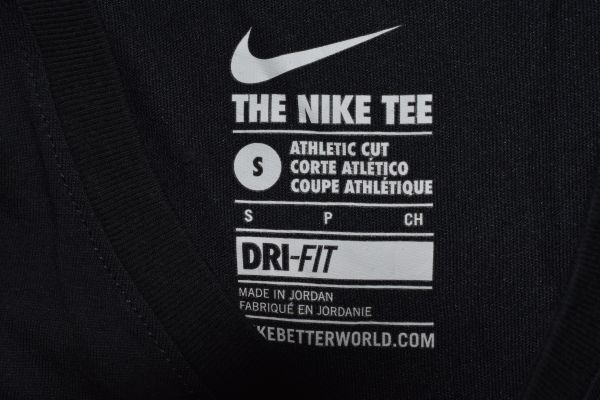 THE NIKE TEE
S
ATHLETIC CUT
CORTE ATLÉTICO
COUPE ATHLÉTIQUE
S P CH
DRI-FIT
MADE IN JORDAN
FABRIQUÉ EN JORDANIE
KEBETTERWORLD.COM